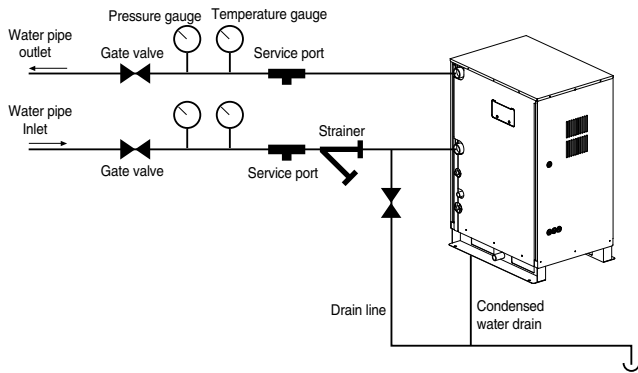 Pressure gauge
Temperature gauge
Water pipe
outlet
Gate valve
Service port
Water pipe
Inlet
Strainer
Gate valve
Service port
Drain line
Condensed
water drain